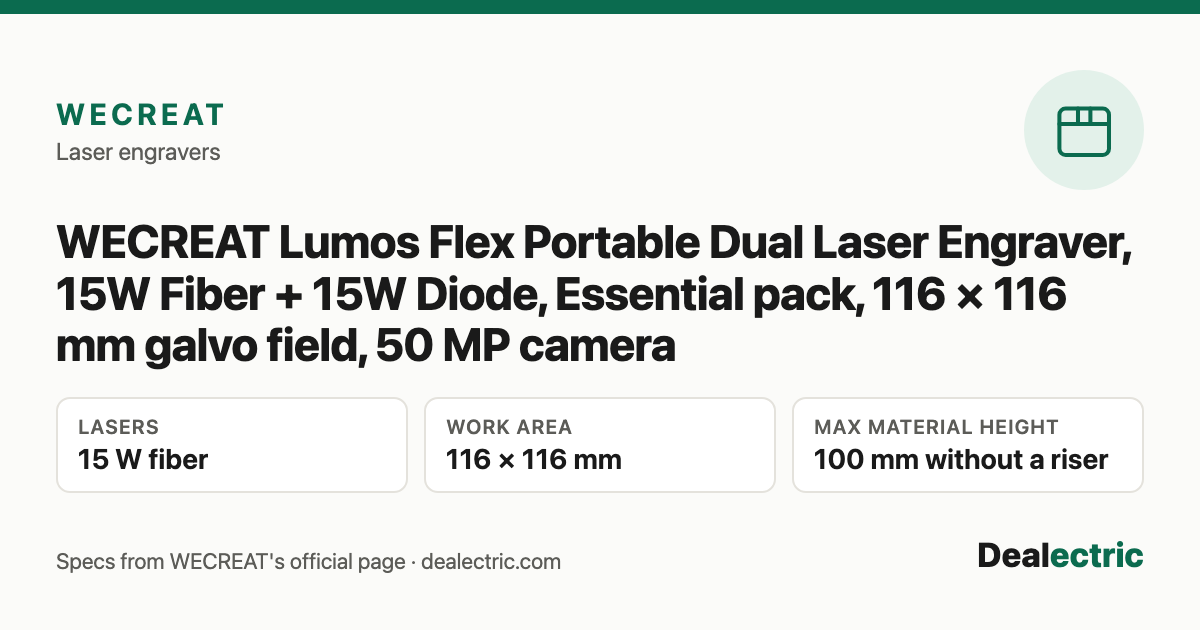 WECREAT
Laser engravers
WECREAT Lumos Flex Portable Dual Laser Engraver,
15W Fiber + 15W Diode, Essential pack, 116 × 116
mm galvo field, 50 MP camera
LASERS
15 W fiber
WORK AREA
116 × 116 mm
MAX MATERIAL HEIGHT
100 mm without a riser
Specs from WECREAT's official page · dealectric.com
Dealectric